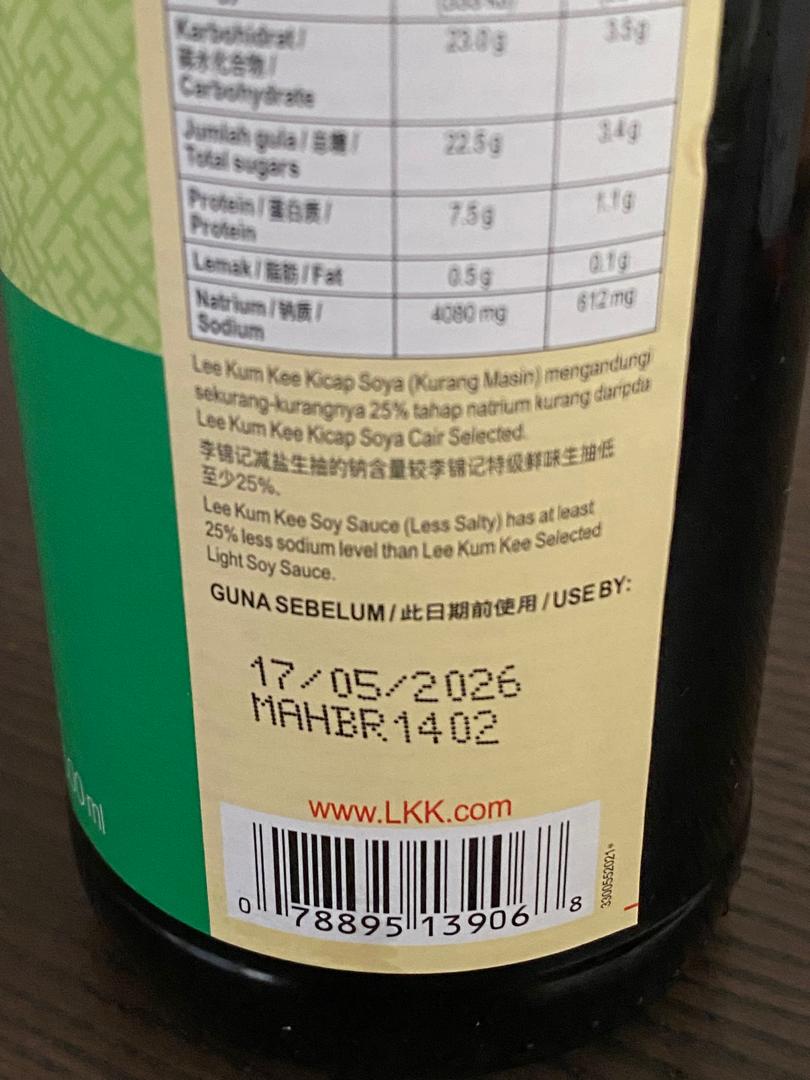 Karbohidrat /
碳水化合物 /
Carbohydrate
23.0 g
3.5 g
Jumlah gula / 总糖 /
Total sugars
22.5 g
3.4 g
Protein / 蛋白质 /
Protein
7.5 g
1.1 g
Lemak / 脂肪 / Fat
0.5 g
0.1 g
Natrium / 钠质 /
Sodium
4080 mg
612 mg
Lee Kum Kee Kicap Soya (Kurang Masin) mengandungi
sekurang-kurangnya 25% tahap natrium kurang daripda
Lee Kum Kee Kicap Soya Cair Selected.
李锦记减盐生抽的钠含量较李锦记特级鲜味生抽低
至少25%、
Lee Kum Kee Soy Sauce (Less Salty) has at least
25% less sodium level than Lee Kum Kee Selected
Light Soy Sauce.
GUNA SEBELUM / 此日期前使用 / USE BY:
17/05/2026
MAHBR1402
www.LKK.com
0 78895 13906 8
3300552021*
00ml